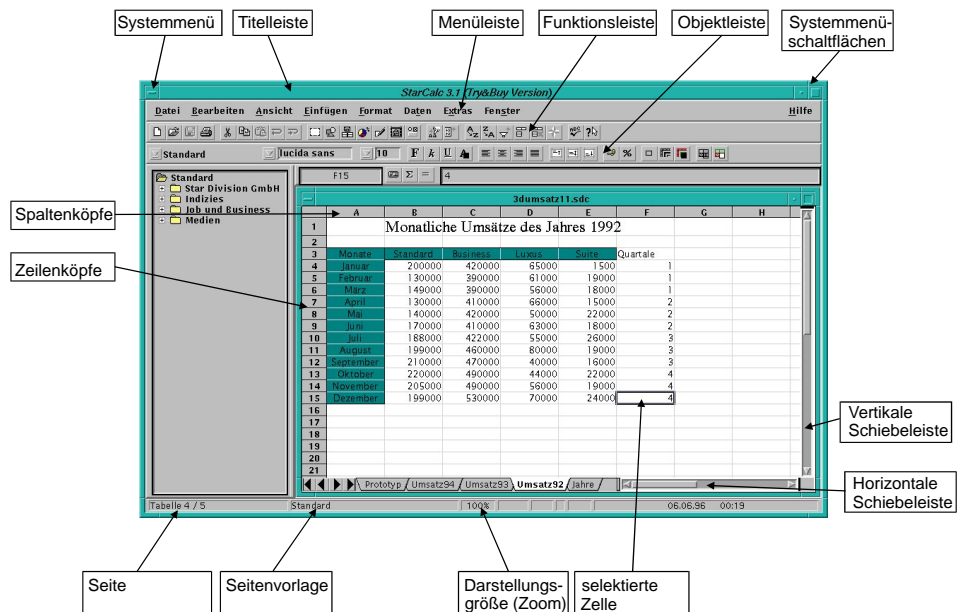 Systemmenü Titelleiste Menüleiste Funktionsleiste Objektleiste Systemmenü-
schaltflächen
StarCalc 3.1 (Try&Buy Version)
Datei Bearbeiten Ansicht Einfügen Format Daten Extras Fenster Hilfe
Standard lucida sans 10 F k U A
F15 Σ = 4
Standard
Star Division GmbH
Indizies
Job und Business
Medien
3dumsatz11.sdc
Spaltenköpfe
Zeilenköpfe
A B C D E F G H
1 Monatliche Umsätze des Jahres 1992
2
3 Monate Standard Business Luxus Suite Quartale
4 Januar 200000 420000 65000 1500 1
5 Februar 130000 390000 61000 19000 1
6 März 149000 390000 56000 18000 1
7 April 130000 410000 66000 15000 2
8 Mai 140000 420000 50000 22000 2
9 Juni 170000 410000 63000 18000 2
10 Juli 188000 422000 55000 26000 3
11 August 199000 460000 80000 19000 3
12 September 210000 470000 40000 16000 3
13 Oktober 220000 490000 44000 22000 4
14 November 205000 490000 56000 19000 4
15 Dezember 199000 530000 70000 24000 4
16
17
18
19
20
21
Prototyp Umsatz94 Umsatz93 Umsatz92 Jahre
Vertikale
Schiebeleiste
Horizontale
Schiebeleiste
Tabelle 4 / 5 Standard 100% 06.06.96 00:19
Seite Seitenvorlage Darstellungs-
größe (Zoom) selektierte
Zelle